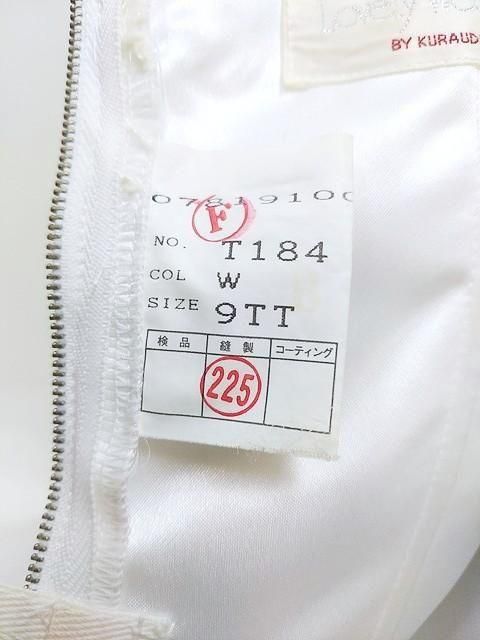 BY KURAUD
07819100
F
NO. T184
COL W
SIZE 9TT
検品 縫製 コーティング
225